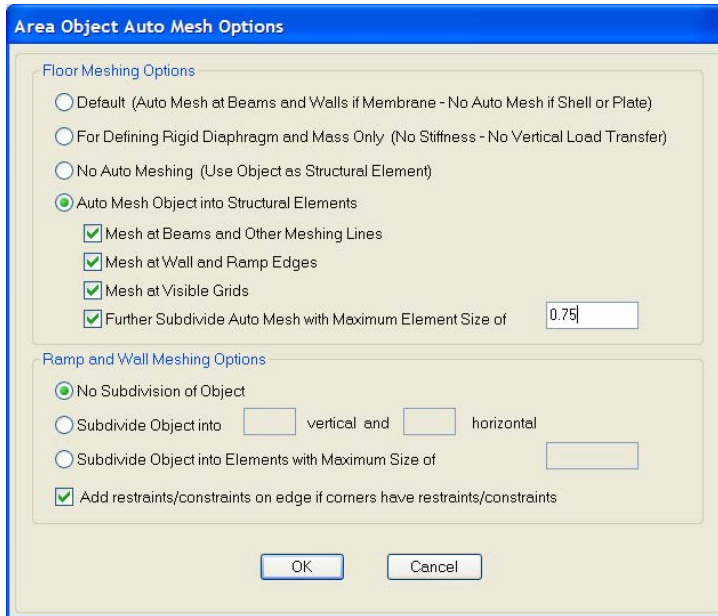 Area Object Auto Mesh Options
Floor Meshing Options
Default (Auto Mesh at Beams and Walls if Membrane - No Auto Mesh if Shell or Plate)
For Defining Rigid Diaphragm and Mass Only (No Stiffness - No Vertical Load Transfer)
No Auto Meshing (Use Object as Structural Element)
Auto Mesh Object into Structural Elements
Mesh at Beams and Other Meshing Lines
Mesh at Wall and Ramp Edges
Mesh at Visible Grids
Further Subdivide Auto Mesh with Maximum Element Size of 0.75
Ramp and Wall Meshing Options
No Subdivision of Object
Subdivide Object into vertical and horizontal
Subdivide Object into Elements with Maximum Size of
Add restraints/constraints on edge if corners have restraints/constraints
OK Cancel